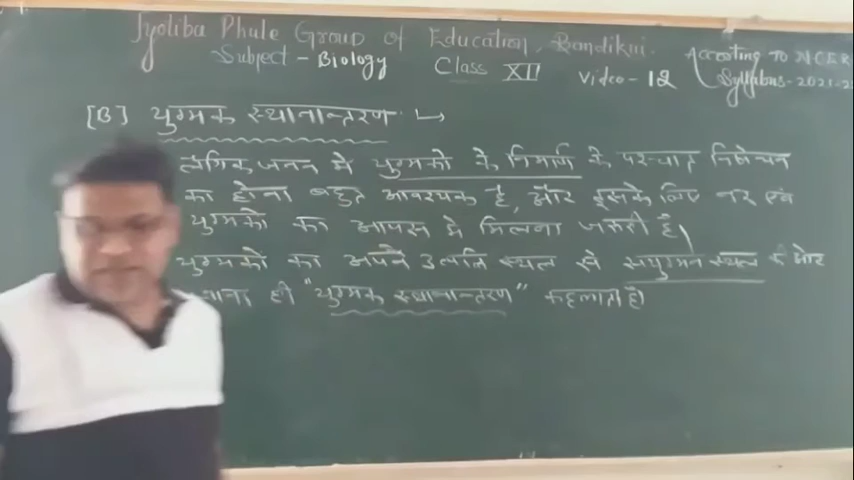 Jyotiba Phule Group of Education, Bandikui.
Subject - Biology Class XII Video - 12
According To NCER
Syllabus - 2021-2
[B] युग्मक स्थानान्तरण ↳
लैंगिक जनन में युग्मको के निर्माण के पश्चात निषेचन
का होना बहुत आवश्यक है, और इसके लिए नर एवं
युग्मको का आपस में मिलना जरूरी है।
युग्मको का अपने उत्पत्ति स्थल से संयुग्मन स्थल की ओर
जाना ही "युग्मक स्थानान्तरण" कहलाता है।